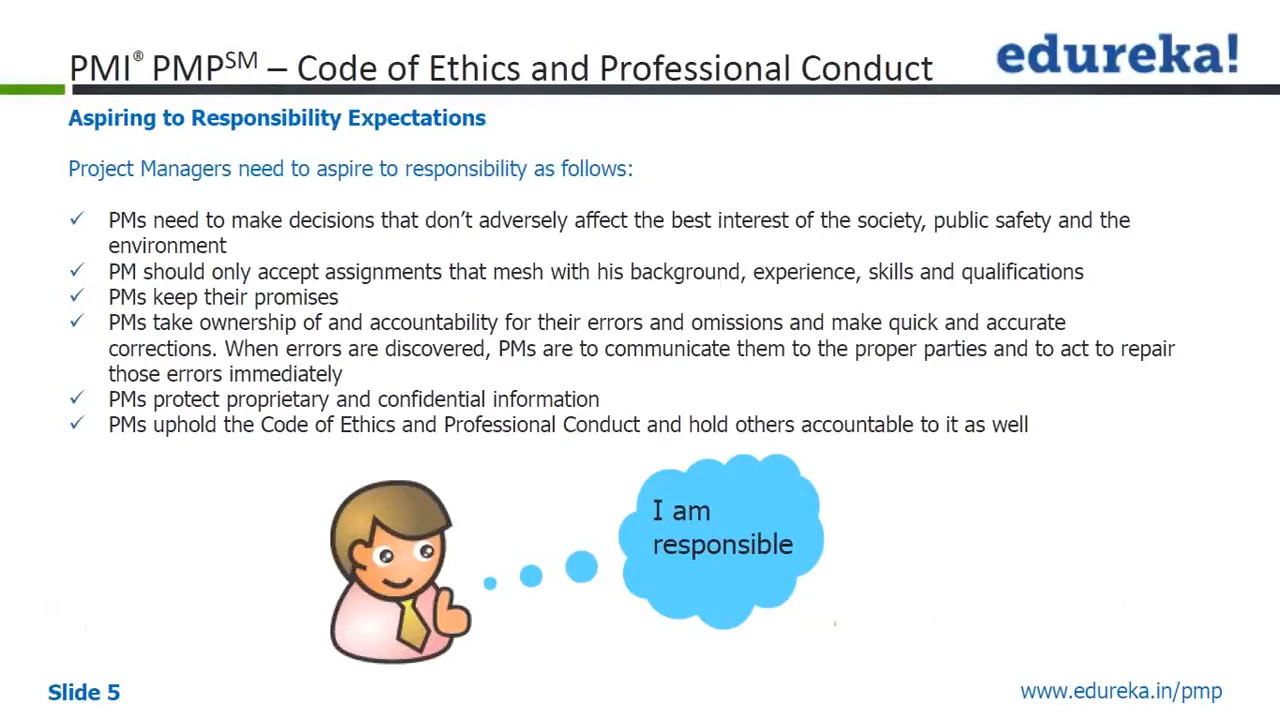 PMI® PMP℠ – Code of Ethics and Professional Conduct
edureka!
Aspiring to Responsibility Expectations
Project Managers need to aspire to responsibility as follows:
✓ PMs need to make decisions that don't adversely affect the best interest of the society, public safety and the
environment
✓ PM should only accept assignments that mesh with his background, experience, skills and qualifications
✓ PMs keep their promises
✓ PMs take ownership of and accountability for their errors and omissions and make quick and accurate
corrections. When errors are discovered, PMs are to communicate them to the proper parties and to act to repair
those errors immediately
✓ PMs protect proprietary and confidential information
✓ PMs uphold the Code of Ethics and Professional Conduct and hold others accountable to it as well
I am
responsible
Slide 5
www.edureka.in/pmp